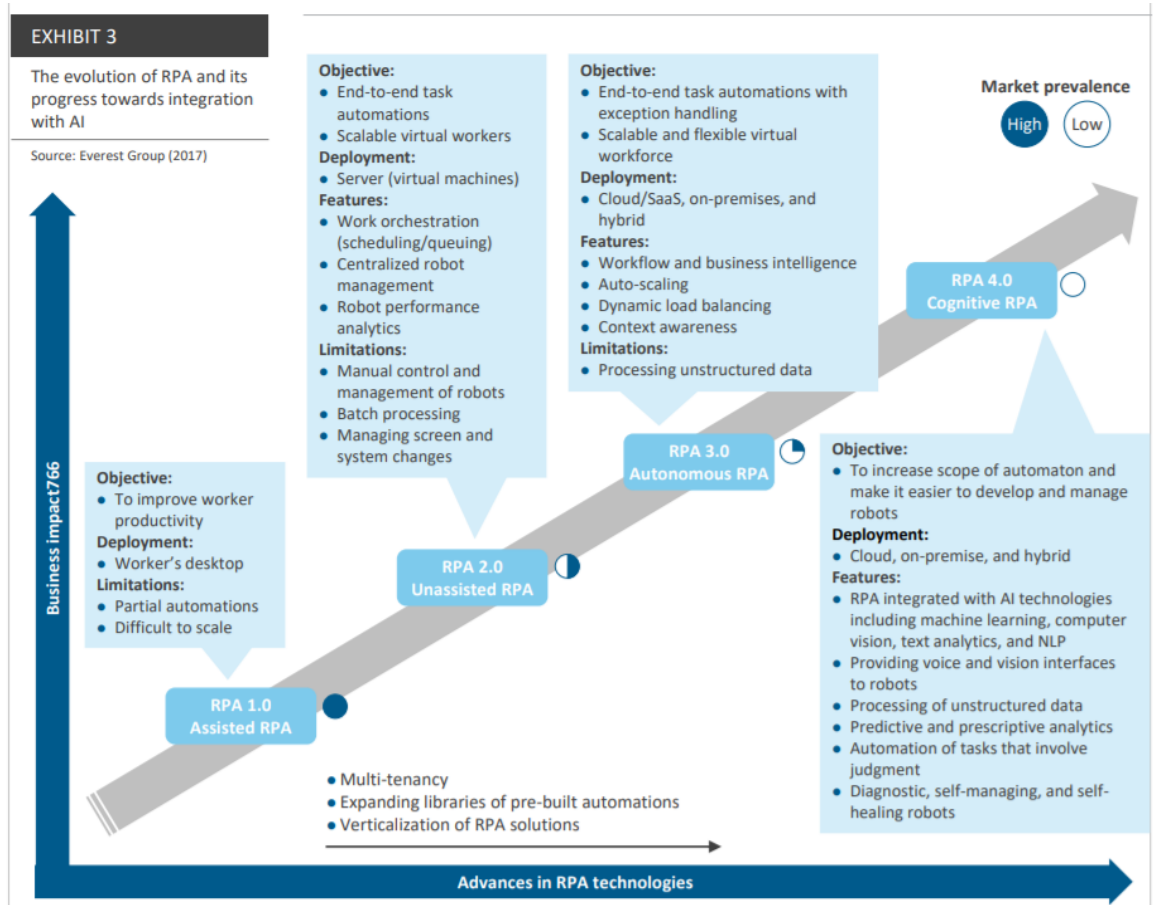 EXHIBIT 3
The evolution of RPA and its
progress towards integration
with AI
Source: Everest Group (2017)
Objective:
● End-to-end task
automations
● Scalable virtual workers
Deployment:
● Server (virtual machines)
Features:
● Work orchestration
(scheduling/queuing)
● Centralized robot
management
● Robot performance
analytics
Limitations:
● Manual control and
management of robots
● Batch processing
● Managing screen and
system changes
Objective:
● End-to-end task automations with
exception handling
● Scalable and flexible virtual
workforce
Deployment:
● Cloud/SaaS, on-premises, and
hybrid
Features:
● Workflow and business intelligence
● Auto-scaling
● Dynamic load balancing
● Context awareness
Limitations:
● Processing unstructured data
Market prevalence
High
Low
RPA 4.0
Cognitive RPA
RPA 3.0
Autonomous RPA
Objective:
● To increase scope of automaton and
make it easier to develop and manage
robots
Deployment:
● Cloud, on-premise, and hybrid
Features:
● RPA integrated with AI technologies
including machine learning, computer
vision, text analytics, and NLP
● Providing voice and vision interfaces
to robots
● Processing of unstructured data
● Predictive and prescriptive analytics
● Automation of tasks that involve
judgment
● Diagnostic, self-managing, and self-
healing robots
Objective:
● To improve worker
productivity
Deployment:
● Worker's desktop
Limitations:
● Partial automations
● Difficult to scale
RPA 2.0
Unassisted RPA
RPA 1.0
Assisted RPA
● Multi-tenancy
● Expanding libraries of pre-built automations
● Verticalization of RPA solutions
Business impact766
Advances in RPA technologies